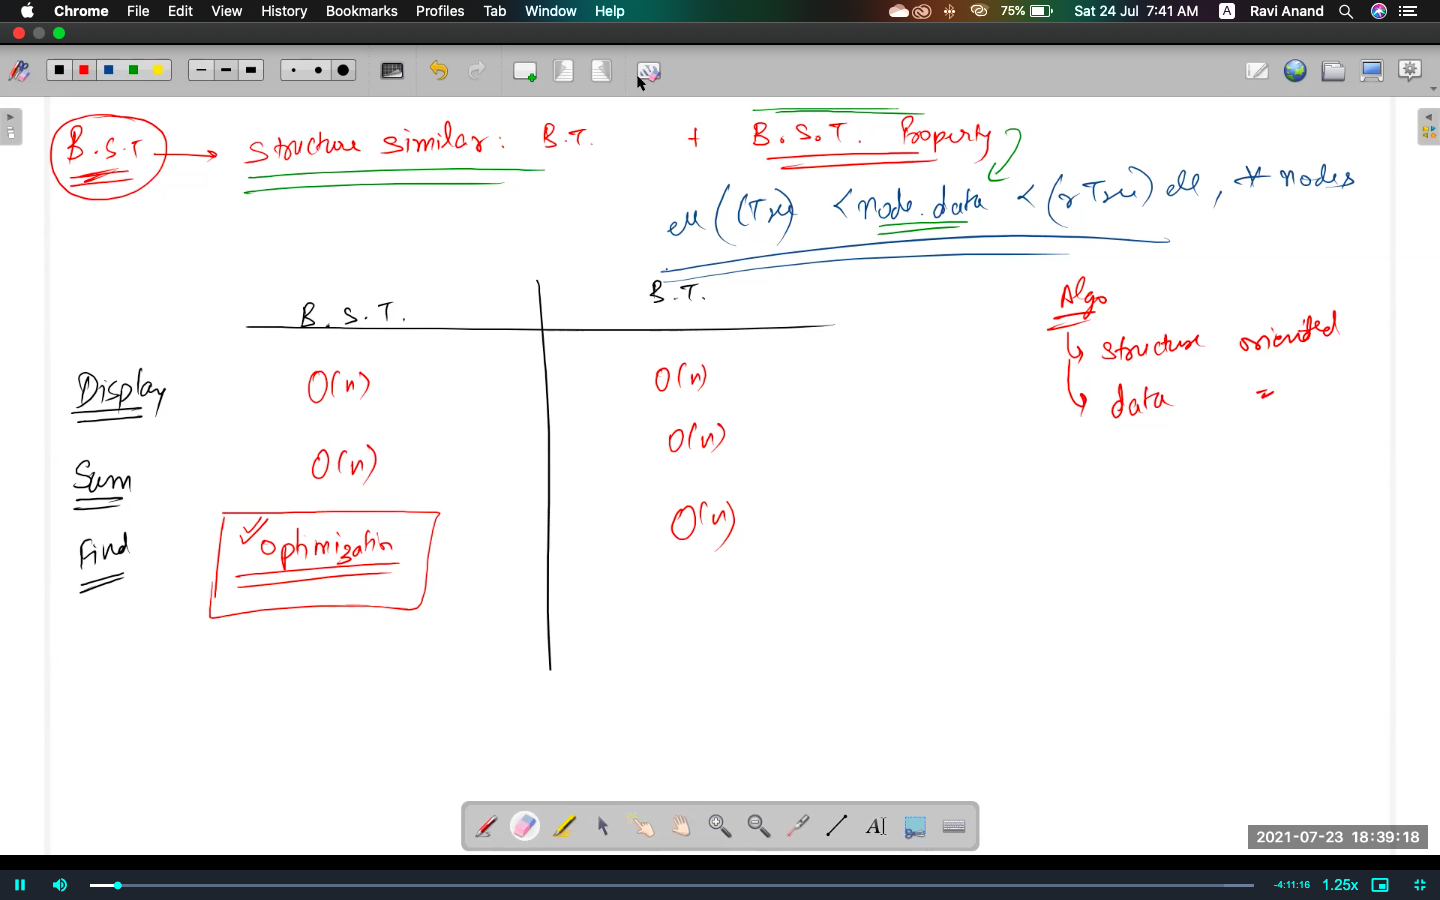 Chrome File Edit View History Bookmarks Profiles Tab Window Help 75% Sat 24 Jul 7:41 AM A Ravi Anand
B.S.T → structure similar: B.T. + B.S.T. Property
ell (lTree) < node.data < (rTree) ell, ∀ nodes
B.S.T. B.T.
Algo
↳ structure oriented
↳ data =
Display O(n) O(n)
Sum O(n) O(n)
Find Optimization O(n)
2021-07-23 18:39:18
-4:11:16 1.25x